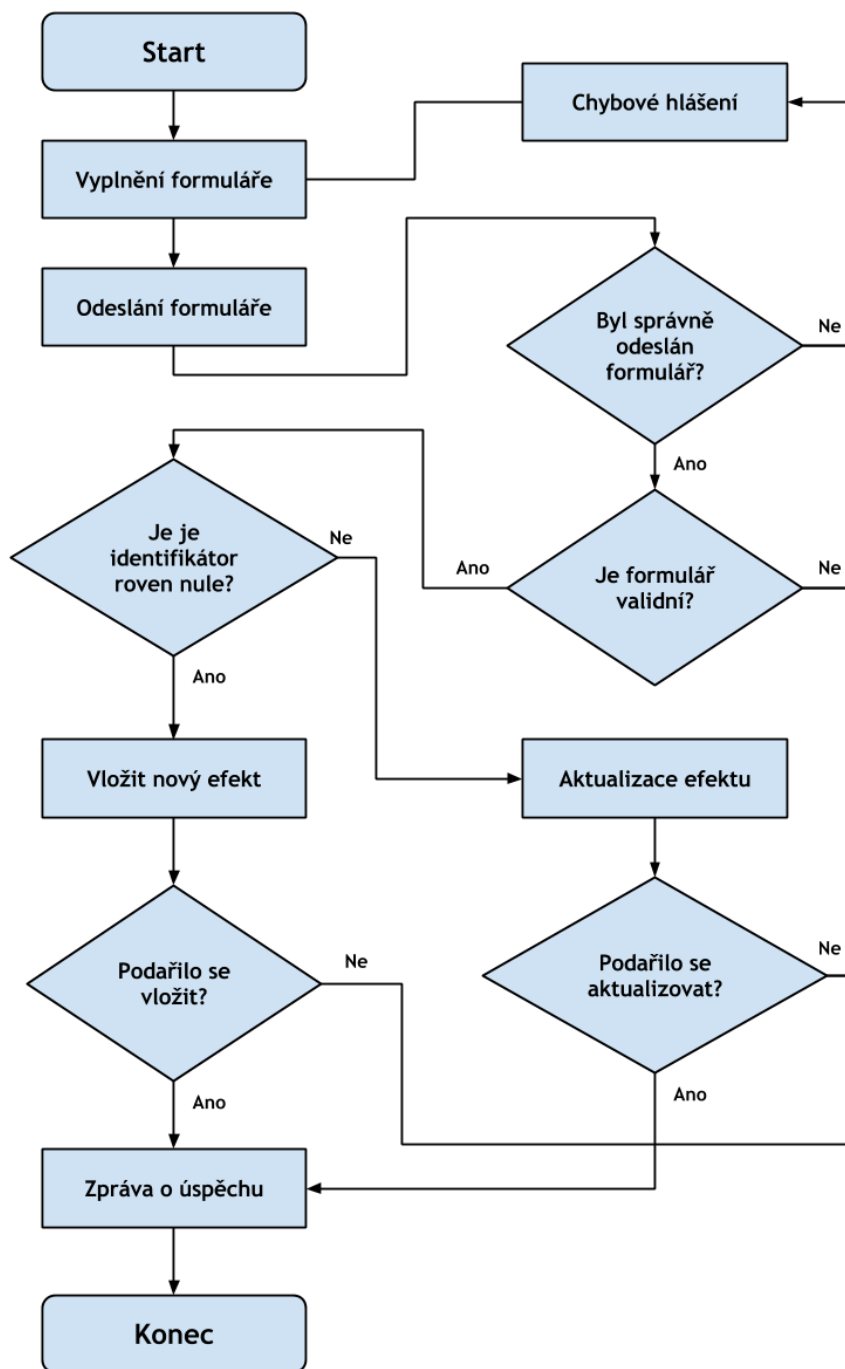 Start
Chybové hlášení
Vyplnění formuláře
Odeslání formuláře
Byl správně
odeslán
formulář?
Ne
Ano
Je je
identifikátor
roven nule?
Ne
Ano
Je formulář
validní?
Ne
Ano
Vložit nový efekt
Aktualizace efektu
Podařilo se
vložit?
Ne
Podařilo se
aktualizovat?
Ne
Ano
Ano
Zpráva o úspěchu
Konec